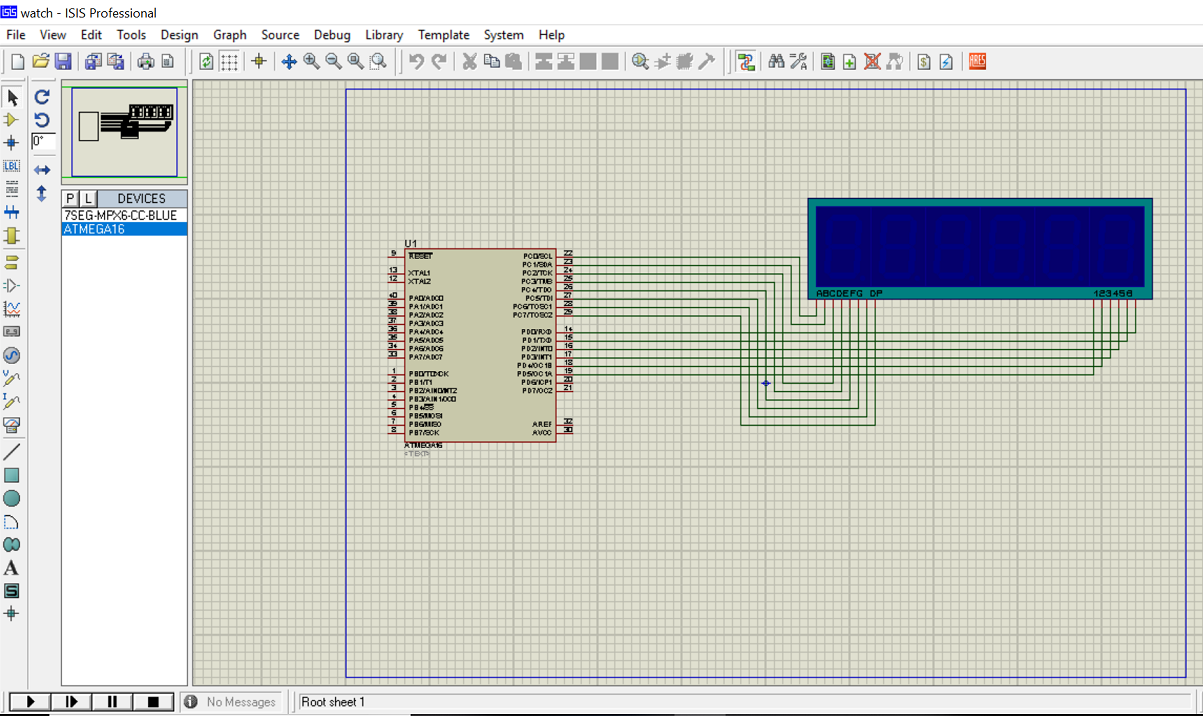 isis watch - ISIS Professional
File View Edit Tools Design Graph Source Debug Library Template System Help
ARES
LBL
0°
P L DEVICES
7SEG-MPX6-CC-BLUE
ATMEGA16
U1
9 RESET
13 XTAL1
12 XTAL2
40 PA0/ADC0
39 PA1/ADC1
38 PA2/ADC2
37 PA3/ADC3
36 PA4/ADC4
35 PA5/ADC5
34 PA6/ADC6
33 PA7/ADC7
1 PB0/T0/XCK
2 PB1/T1
3 PB2/AIN0/INT2
4 PB3/AIN1/OC0
5 PB4/SS
6 PB5/MOSI
7 PB6/MISO
8 PB7/SCK
PC0/SCL 22
PC1/SDA 23
PC2/TCK 24
PC3/TMS 25
PC4/TDO 26
PC5/TDI 27
PC6/TOSC1 28
PC7/TOSC2 29
PD0/RXD 14
PD1/TXD 15
PD2/INT0 16
PD3/INT1 17
PD4/OC1B 18
PD5/OC1A 19
PD6/ICP1 20
PD7/OC2 21
AREF 32
AVCC 30
ATMEGA16
<TEXT>
ABCDEFG DP
123456
A
S
V
I
$
No Messages
Root sheet 1